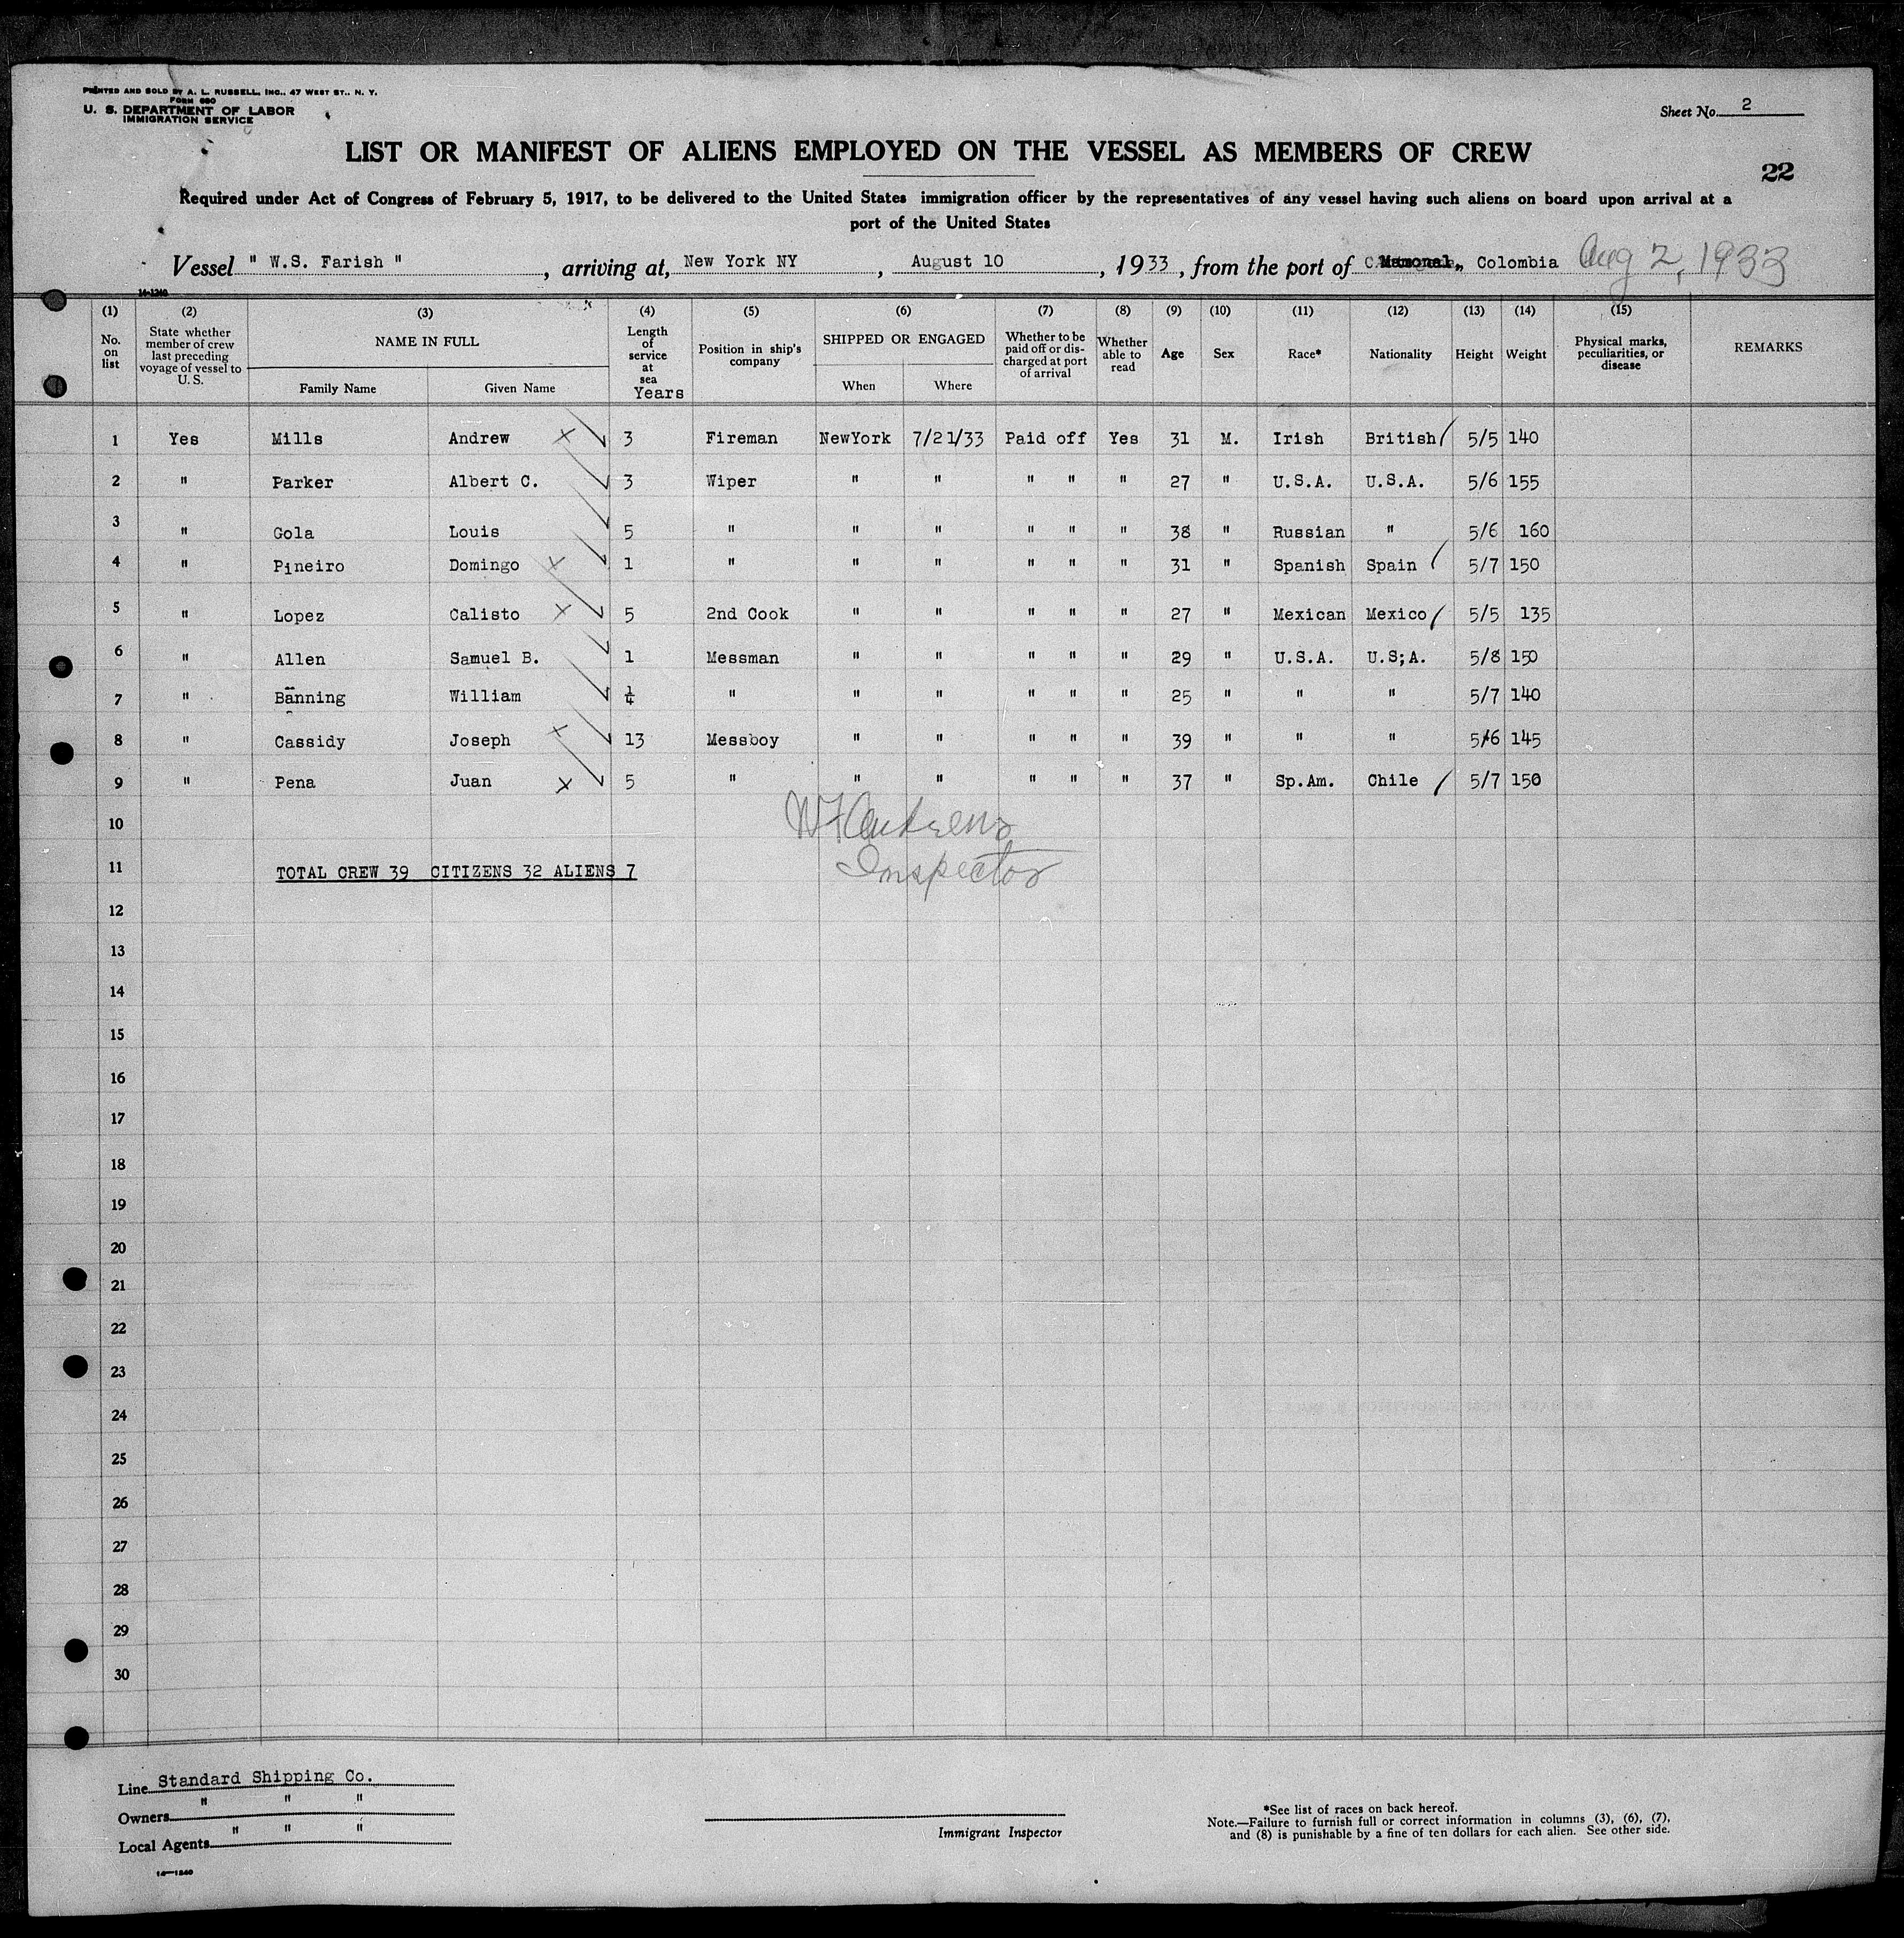 PRINTED AND SOLD BY A. L. RUSSELL, INC., 47 WEST ST., N. Y.
FORM 680
U. S. DEPARTMENT OF LABOR
IMMIGRATION SERVICE
Sheet No. 2
LIST OR MANIFEST OF ALIENS EMPLOYED ON THE VESSEL AS MEMBERS OF CREW
22
Required under Act of Congress of February 5, 1917, to be delivered to the United States immigration officer by the representatives of any vessel having such aliens on board upon arrival at a
port of the United States
Vessel " W.S. Farish ", arriving at, New York NY, August 10, 1933, from the port of Mamonal, Colombia Aug 2, 1933
14-1240
(1) (2) (3) (4) (5) (6) (7) (8) (9) (10) (11) (12) (13) (14) (15)
No. on list
State whether member of crew last preceding voyage of vessel to U. S.
NAME IN FULL
Family Name Given Name
Length of service at sea
Years
Position in ship's company
SHIPPED OR ENGAGED
When Where
Whether to be paid off or discharged at port of arrival
Whether able to read
Age
Sex
Race*
Nationality
Height
Weight
Physical marks, peculiarities, or disease
REMARKS
1 Yes Mills Andrew 3 Fireman NewYork 7/21/33 Paid off Yes 31 M. Irish British 5/5 140
2 " Parker Albert C. 3 Wiper " " " " " 27 " U.S.A. U.S.A. 5/6 155
3 " Gola Louis 5 " " " " " " 38 " Russian " 5/6 160
4 " Pineiro Domingo 1 " " " " " " 31 " Spanish Spain 5/7 150
5 " Lopez Calisto 5 2nd Cook " " " " " 27 " Mexican Mexico 5/5 135
6 " Allen Samuel B. 1 Messman " " " " " 29 " U.S.A. U.S;A. 5/8 150
7 " Banning William ¼ " " " " " " 25 " " " 5/7 140
8 " Cassidy Joseph 13 Messboy " " " " " 39 " " " 5/6 145
9 " Pena Juan 5 " " " " " " 37 " Sp.Am. Chile 5/7 150
10
W F Andrews
Inspector
11 TOTAL CREW 39 CITIZENS 32 ALIENS 7
12
13
14
15
16
17
18
19
20
21
22
23
24
25
26
27
28
29
30
Line Standard Shipping Co.
Owners " " "
Local Agents " " "
14-1240
Immigrant Inspector
*See list of races on back hereof.
Note.—Failure to furnish full or correct information in columns (3), (6), (7),
and (8) is punishable by a fine of ten dollars for each alien. See other side.